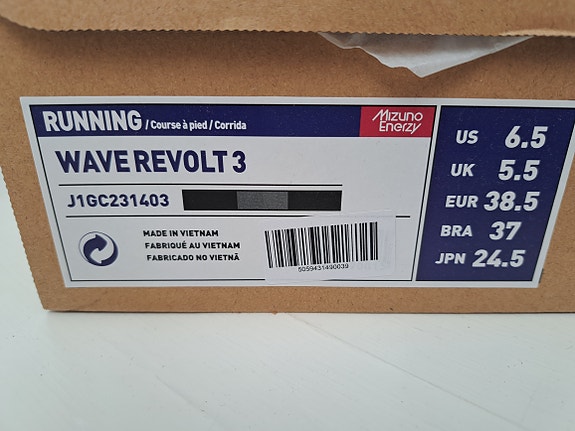 RUNNING / Course à pied / Corrida
Mizuno Enerzy
WAVE REVOLT 3
J1GC231403
MADE IN VIETNAM
FABRIQUÉ AU VIETNAM
FABRICADO NO VIETNÃ
5059431490039
US 6.5
UK 5.5
EUR 38.5
BRA 37
JPN 24.5